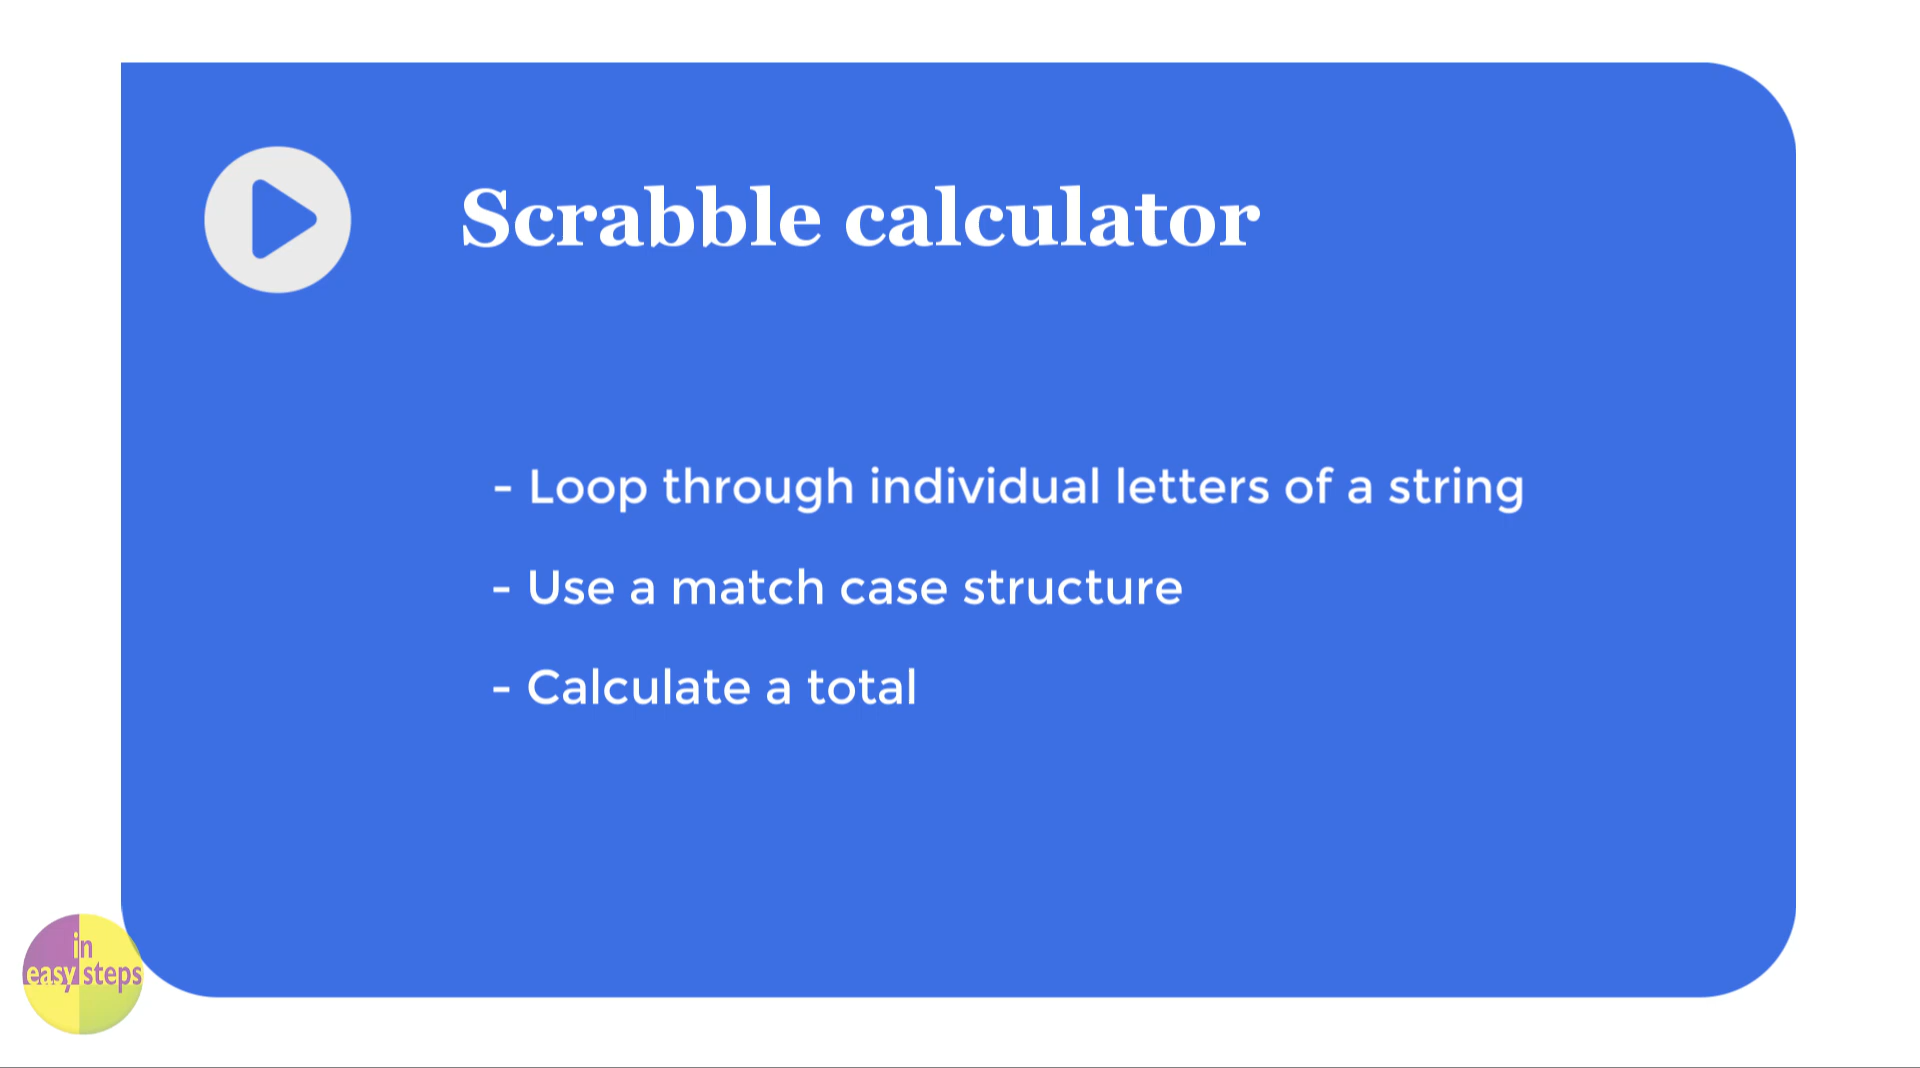 Scrabble calculator
- Loop through individual letters of a string
- Use a match case structure
- Calculate a total
in
easy steps